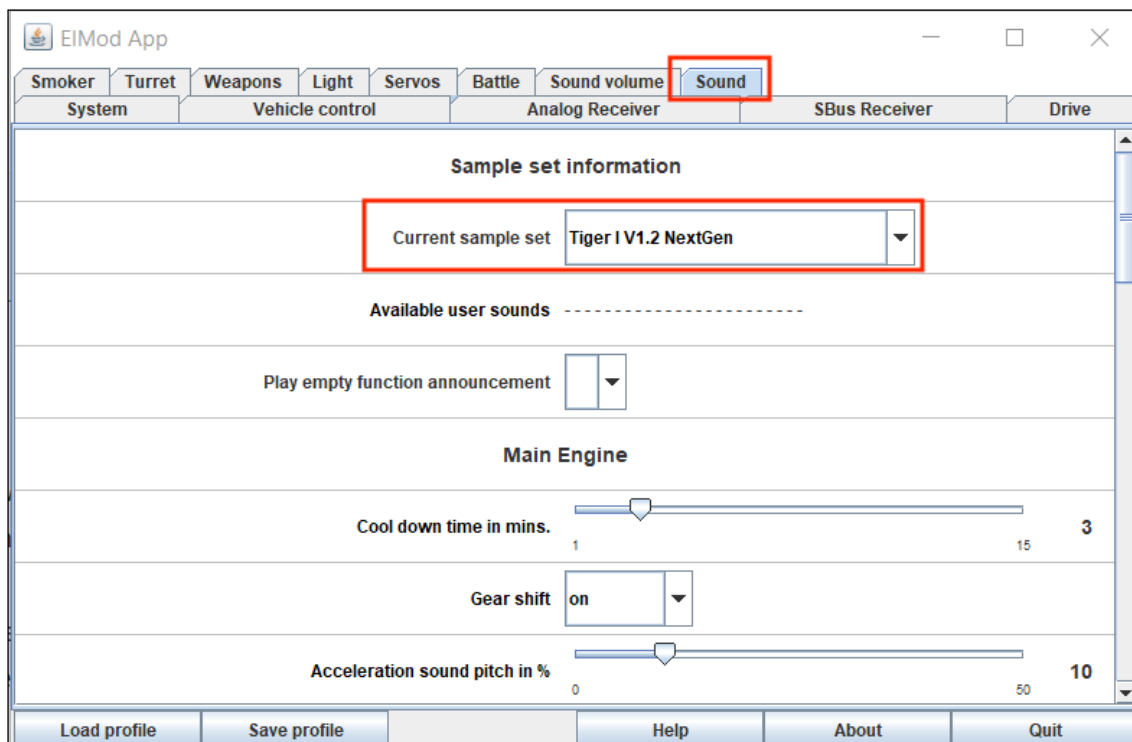 ElMod App
Smoker Turret Weapons Light Servos Battle Sound volume Sound
System Vehicle control Analog Receiver SBus Receiver Drive
Sample set information
Current sample set Tiger I V1.2 NextGen
Available user sounds ------------------------
Play empty function announcement
Main Engine
Cool down time in mins. 3
1 15
Gear shift on
Acceleration sound pitch in % 10
0 50
Load profile Save profile Help About Quit